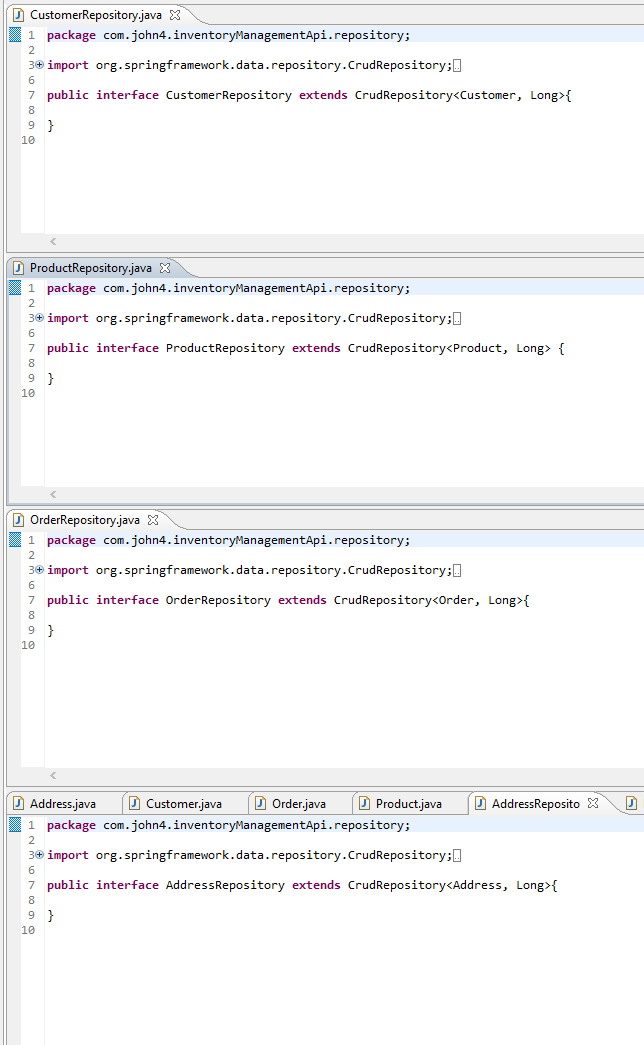 CustomerRepository.java
1 package com.john4.inventoryManagementApi.repository;
2
3 import org.springframework.data.repository.CrudRepository;
6
7 public interface CustomerRepository extends CrudRepository<Customer, Long>{
8
9 }
10
ProductRepository.java
1 package com.john4.inventoryManagementApi.repository;
2
3 import org.springframework.data.repository.CrudRepository;
6
7 public interface ProductRepository extends CrudRepository<Product, Long> {
8
9 }
10
OrderRepository.java
1 package com.john4.inventoryManagementApi.repository;
2
3 import org.springframework.data.repository.CrudRepository;
6
7 public interface OrderRepository extends CrudRepository<Order, Long>{
8
9 }
10
Address.java Customer.java Order.java Product.java AddressReposito
1 package com.john4.inventoryManagementApi.repository;
2
3 import org.springframework.data.repository.CrudRepository;
6
7 public interface AddressRepository extends CrudRepository<Address, Long>{
8
9 }
10